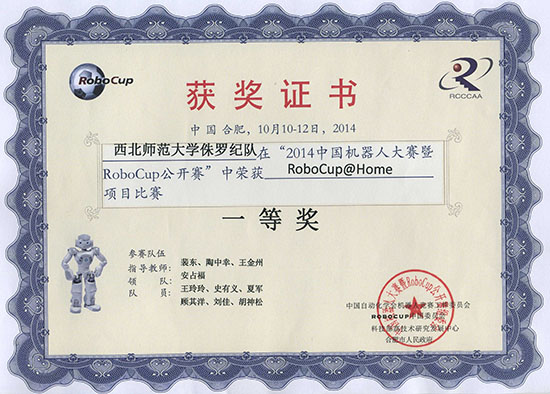 RoboCup
RCCCAA
获奖证书
中国 合肥，10月10-12日，2014
西北师范大学侏罗纪队在“2014中国机器人大赛暨
RoboCup公开赛”中荣获 RoboCup@Home
项目比赛
一等奖
参赛队伍
指导教师：裴东、陶中幸、王金州
领队：安占福
队员：王玲玲、史有义、夏军
顾其洋、刘佳、胡神松
中国自动化学会机器人竞赛工作委员会
ROBOCUP中国委员会
科技部高技术研究发展中心
合肥市人民政府